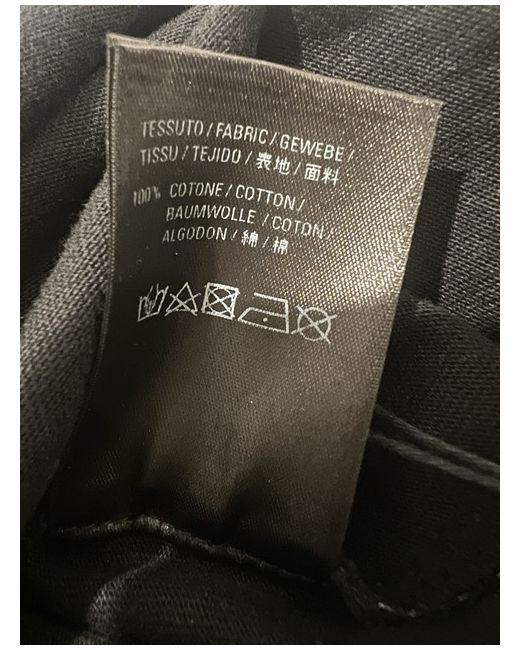 TESSUTO / FABRIC / GEWEBE /
TISSU / TEJIDO / 表地 / 面料
100% COTONE / COTTON /
BAUMWOLLE / COTON /
ALGODON / 綿 / 棉